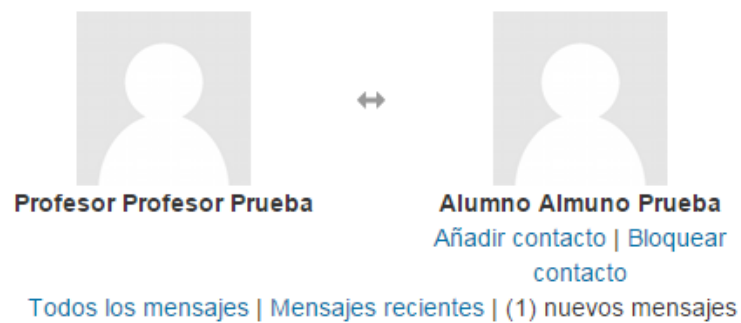 Profesor Profesor Prueba
Alumno Almuno Prueba
Añadir contacto | Bloquear
contacto
Todos los mensajes | Mensajes recientes | (1) nuevos mensajes